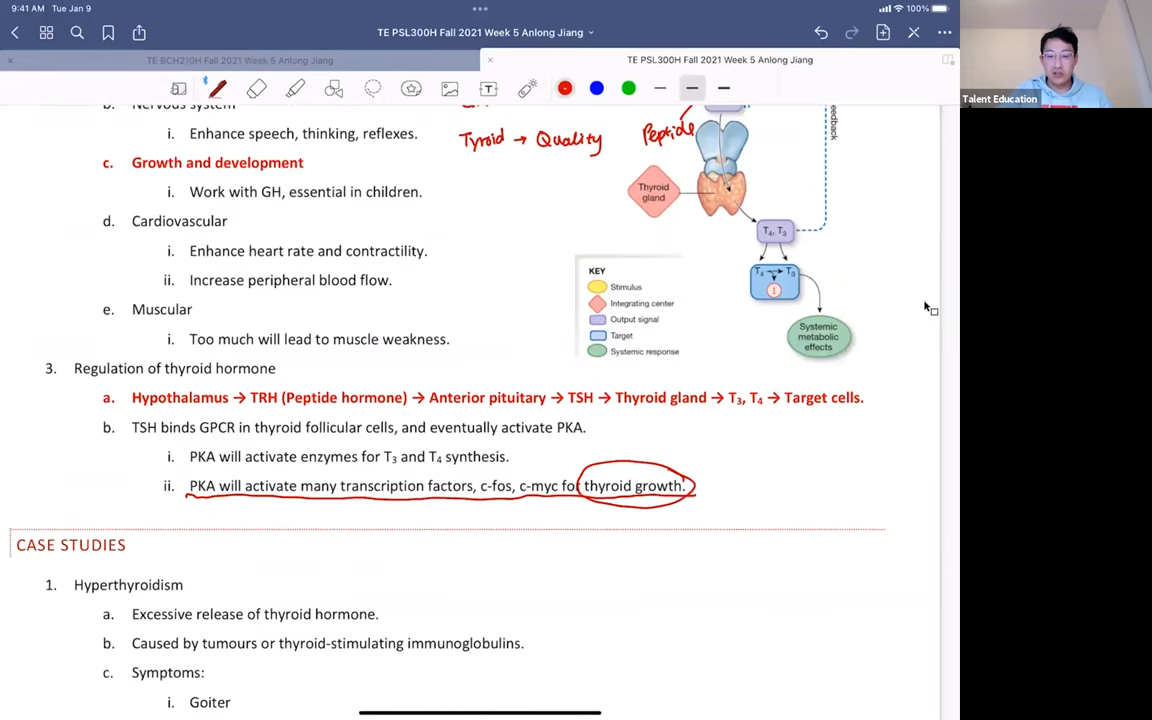 9:41 AM Tue Jan 9
100%
TE PSL300H Fall 2021 Week 5 Anlong Jiang
TE BCH210H Fall 2021 Week 5 Anlong Jiang
TE PSL300H Fall 2021 Week 5 Anlong Jiang
Talent Education
b. Nervous system
i. Enhance speech, thinking, reflexes.
Tyroid → Quality
Peptide
eedback
c. Growth and development
i. Work with GH, essential in children.
Thyroid
gland
d. Cardiovascular
T4, T3
i. Enhance heart rate and contractility.
ii. Increase peripheral blood flow.
T4 → T3
e. Muscular
i. Too much will lead to muscle weakness.
KEY
Stimulus
Integrating center
Output signal
Target
Systemic response
Systemic
metabolic
effects
3. Regulation of thyroid hormone
a. Hypothalamus → TRH (Peptide hormone) → Anterior pituitary → TSH → Thyroid gland → T3, T4 → Target cells.
b. TSH binds GPCR in thyroid follicular cells, and eventually activate PKA.
i. PKA will activate enzymes for T3 and T4 synthesis.
ii. PKA will activate many transcription factors, c-fos, c-myc for thyroid growth.
CASE STUDIES
1. Hyperthyroidism
a. Excessive release of thyroid hormone.
b. Caused by tumours or thyroid-stimulating immunoglobulins.
c. Symptoms:
i. Goiter